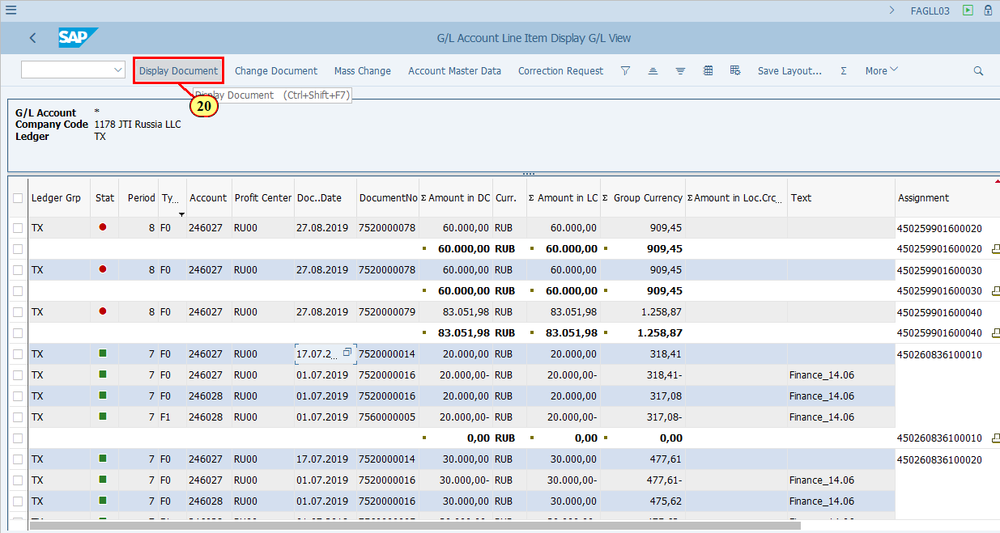 FAGLL03
SAP
G/L Account Line Item Display G/L View
Display Document Change Document Mass Change Account Master Data Correction Request Save Layout... Σ More
Display Document (Ctrl+Shift+F7)
20
G/L Account *
Company Code 1178 JTI Russia LLC
Ledger TX
Ledger Grp Stat Period Ty... Account Profit Center Doc..Date DocumentNo Σ Amount in DC Curr. Σ Amount in LC Σ Group Currency Σ Amount in Loc.Crc... Text Assignment
TX 8 F0 246027 RU00 27.08.2019 7520000078 60.000,00 RUB 60.000,00 909,45 450259901600020
60.000,00 RUB 60.000,00 909,45 450259901600020
TX 8 F0 246027 RU00 27.08.2019 7520000078 60.000,00 RUB 60.000,00 909,45 450259901600030
60.000,00 RUB 60.000,00 909,45 450259901600030
TX 8 F0 246027 RU00 27.08.2019 7520000079 83.051,98 RUB 83.051,98 1.258,87 450259901600040
83.051,98 RUB 83.051,98 1.258,87 450259901600040
TX 7 F0 246027 RU00 17.07.2... 7520000014 20.000,00 RUB 20.000,00 318,41 450260836100010
TX 7 F0 246027 RU00 01.07.2019 7520000016 20.000,00- RUB 20.000,00- 318,41- Finance_14.06
TX 7 F0 246028 RU00 01.07.2019 7520000016 20.000,00 RUB 20.000,00 317,08 Finance_14.06
TX 7 F1 246028 RU00 01.07.2019 7560000005 20.000,00- RUB 20.000,00- 317,08- Finance_14.06
0,00 RUB 0,00 0,00 450260836100010
TX 7 F0 246027 RU00 17.07.2019 7520000014 30.000,00 RUB 30.000,00 477,61 450260836100020
TX 7 F0 246027 RU00 01.07.2019 7520000016 30.000,00- RUB 30.000,00- 477,61- Finance_14.06
TX 7 F0 246028 RU00 01.07.2019 7520000016 30.000,00 RUB 30.000,00 475,62 Finance_14.06